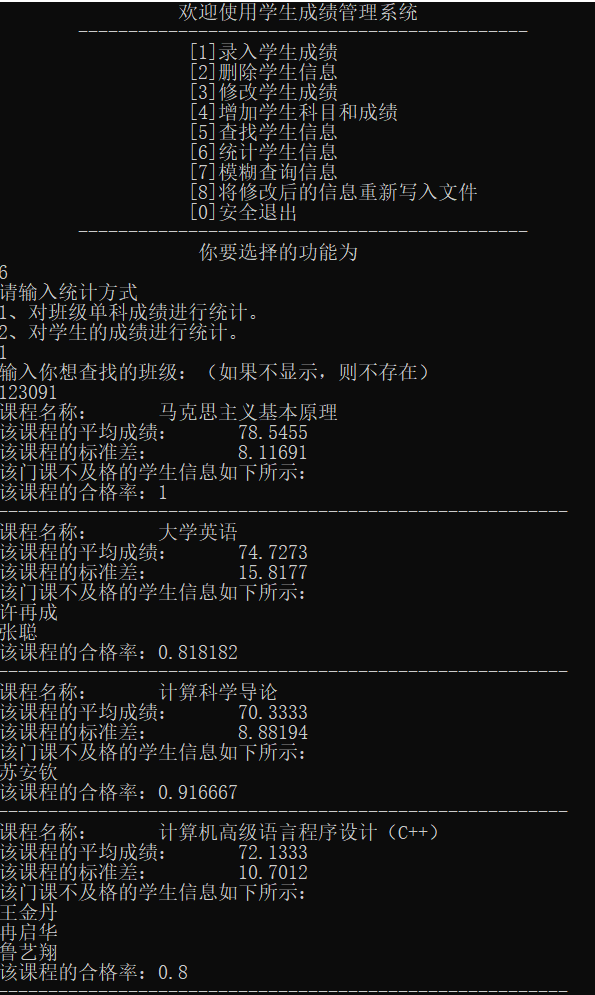 欢迎使用学生成绩管理系统
---------------------------------------------
[1]录入学生成绩
[2]删除学生信息
[3]修改学生成绩
[4]增加学生科目和成绩
[5]查找学生信息
[6]统计学生信息
[7]模糊查询信息
[8]将修改后的信息重新写入文件
[0]安全退出
---------------------------------------------
你要选择的功能为
6
请输入统计方式
1、对班级单科成绩进行统计。
2、对学生的成绩进行统计。
1
输入你想查找的班级：（如果不显示，则不存在）
123091
课程名称： 马克思主义基本原理
该课程的平均成绩： 78.5455
该课程的标准差： 8.11691
该门课不及格的学生信息如下所示：
该课程的合格率：1
---------------------------------------------------------
课程名称： 大学英语
该课程的平均成绩： 74.7273
该课程的标准差： 15.8177
该门课不及格的学生信息如下所示：
许再成
张聪
该课程的合格率：0.818182
---------------------------------------------------------
课程名称： 计算科学导论
该课程的平均成绩： 70.3333
该课程的标准差： 8.88194
该门课不及格的学生信息如下所示：
苏安钦
该课程的合格率：0.916667
---------------------------------------------------------
课程名称： 计算机高级语言程序设计（C++）
该课程的平均成绩： 72.1333
该课程的标准差： 10.7012
该门课不及格的学生信息如下所示：
王金丹
冉启华
鲁艺翔
该课程的合格率：0.8
---------------------------------------------------------